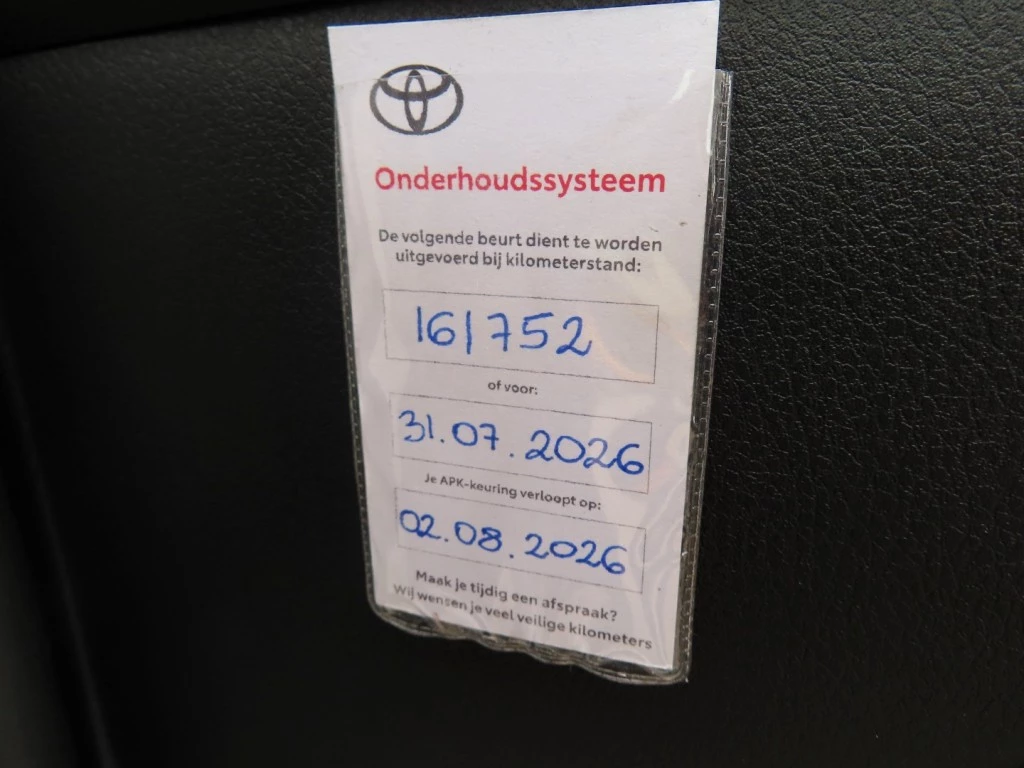 Onderhoudssysteem
De volgende beurt dient te worden
uitgevoerd bij kilometerstand:
161752
of voor:
31.07.2026
Je APK-keuring verloopt op:
02.08.2026
Maak je tijdig een afspraak?
Wij wensen je veel veilige kilometers